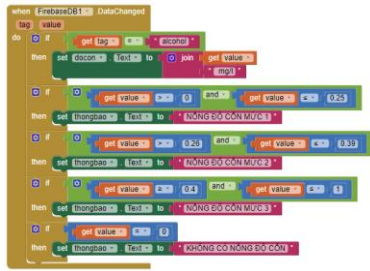 when FirebaseDB1 .DataChanged
tag value
do if get tag = " alcohol "
then set docon . Text to join get value
" mg/l "
if get value > 0 and get value ≤ 0.25
then set thongbao . Text to " NỒNG ĐỘ CỒN MỨC 1 "
if get value > 0.26 and get value ≤ 0.39
then set thongbao . Text to " NỒNG ĐỘ CỒN MỨC 2 "
if get value ≥ 0.4 and get value ≤ 1
then set thongbao . Text to " NỒNG ĐỘ CỒN MỨC 3 "
if get value = 0
then set thongbao . Text to " KHÔNG CÓ NỒNG ĐỘ CỒN "